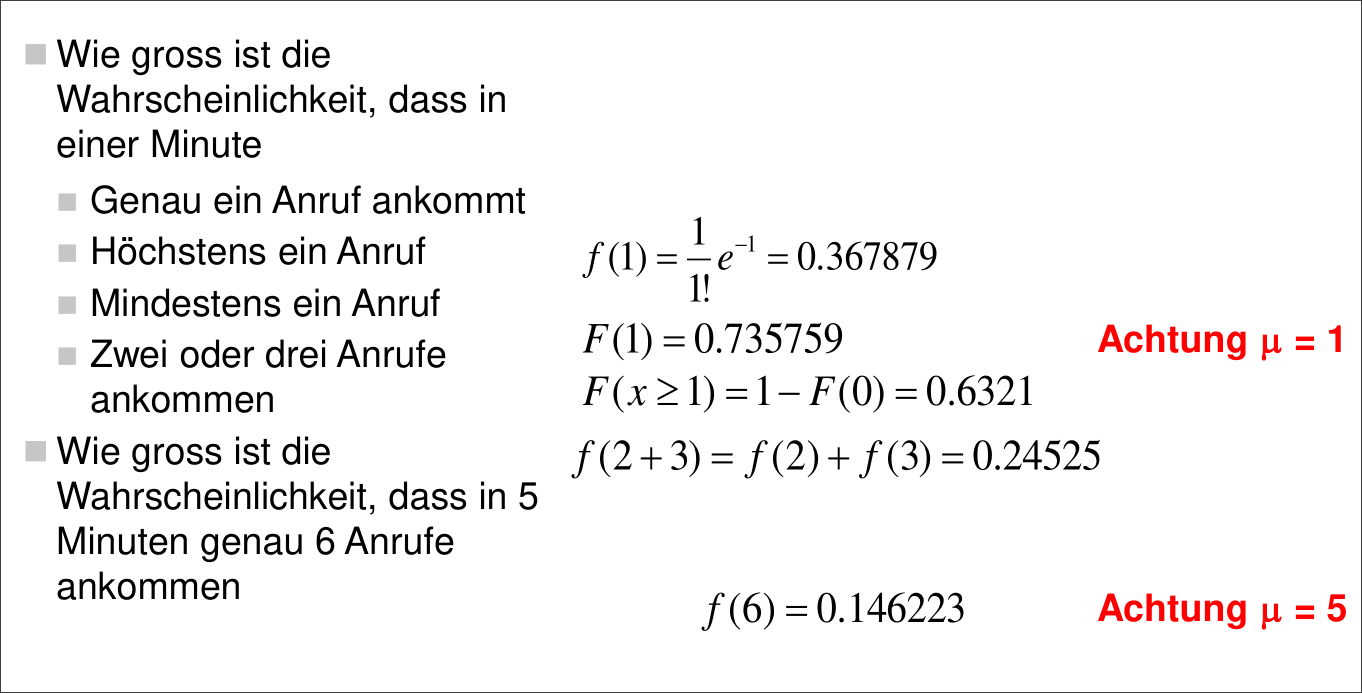 Wie gross ist die
Wahrscheinlichkeit, dass in
einer Minute
Genau ein Anruf ankommt
Höchstens ein Anruf
Mindestens ein Anruf
Zwei oder drei Anrufe
ankommen
Wie gross ist die
Wahrscheinlichkeit, dass in 5
Minuten genau 6 Anrufe
ankommen
f(1) = 1/1! e⁻¹ = 0.367879
F(1) = 0.735759
Achtung μ = 1
F(x ≥ 1) = 1 − F(0) = 0.6321
f(2 + 3) = f(2) + f(3) = 0.24525
f(6) = 0.146223
Achtung μ = 5